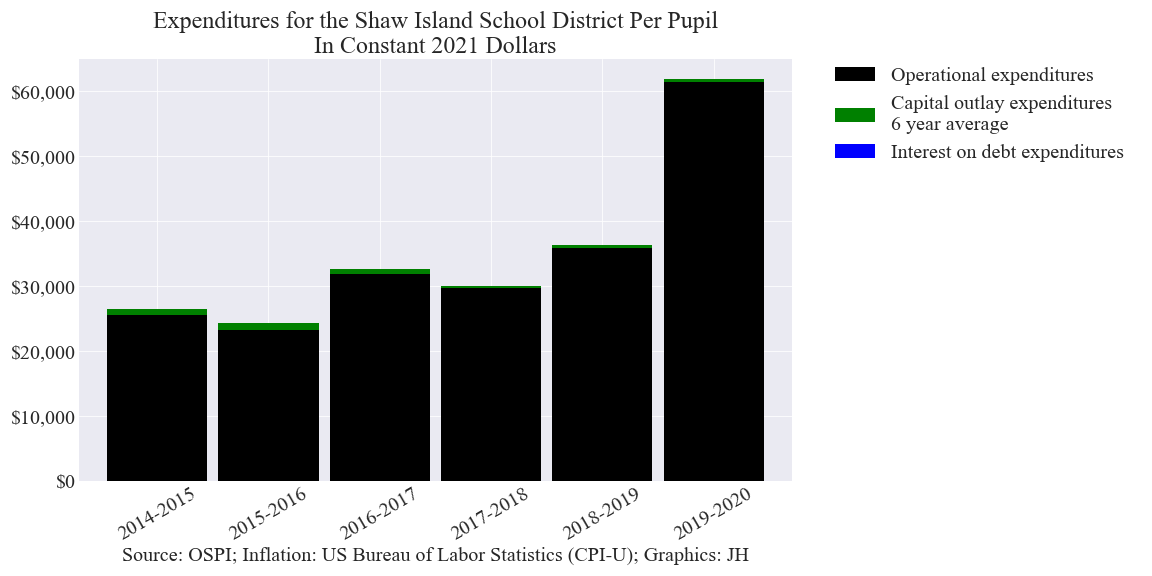 Expenditures for the Shaw Island School District Per Pupil
In Constant 2021 Dollars
$60,000
$50,000
$40,000
$30,000
$20,000
$10,000
$0
2014-2015
2015-2016
2016-2017
2017-2018
2018-2019
2019-2020
Operational expenditures
Capital outlay expenditures
6 year average
Interest on debt expenditures
Source: OSPI; Inflation: US Bureau of Labor Statistics (CPI-U); Graphics: JH